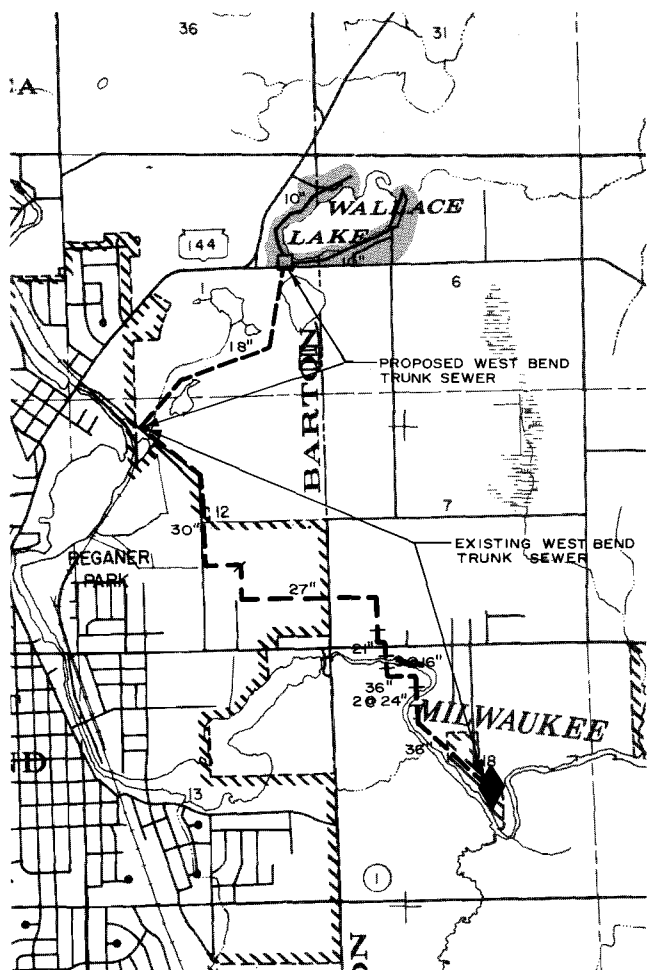 36
31
A
10"
WALLACE
LAKE
144
10"
6
18"
PROPOSED WEST BEND
TRUNK SEWER
BARTON
12
30"
7
EXISTING WEST BEND
TRUNK SEWER
REGANER
PARK
27"
21"
2@16"
36"
2@24"
MILWAUKEE
36"
18
D
13
1
N